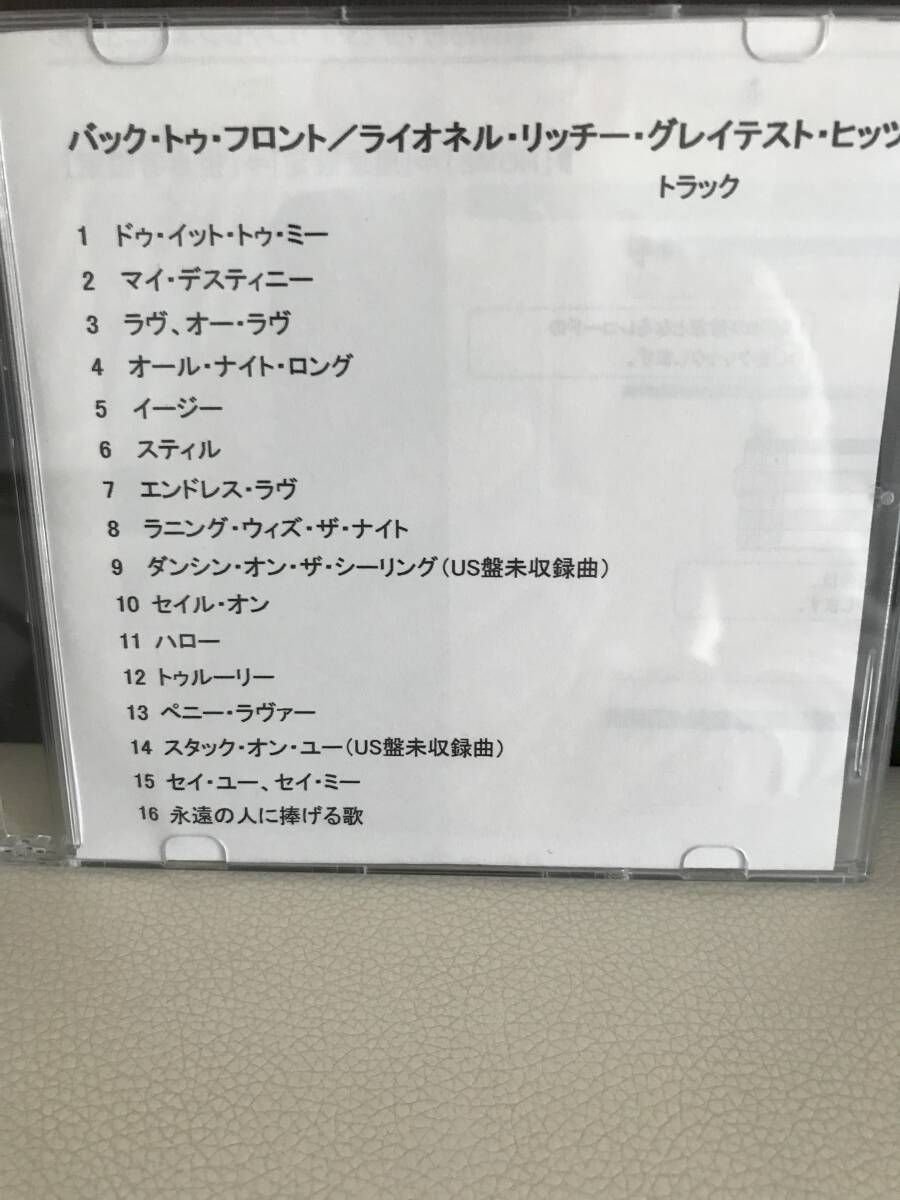 バック・トゥ・フロント／ライオネル・リッチー・グレイテスト・ヒッツ
トラック
1 ドゥ・イット・トゥ・ミー
2 マイ・デスティニー
3 ラヴ、オー・ラヴ
4 オール・ナイト・ロング
5 イージー
6 スティル
7 エンドレス・ラヴ
8 ラニング・ウィズ・ザ・ナイト
9 ダンシン・オン・ザ・シーリング（US盤未収録曲）
10 セイル・オン
11 ハロー
12 トゥルーリー
13 ペニー・ラヴァー
14 スタック・オン・ユー（US盤未収録曲）
15 セイ・ユー、セイ・ミー
16 永遠の人に捧げる歌